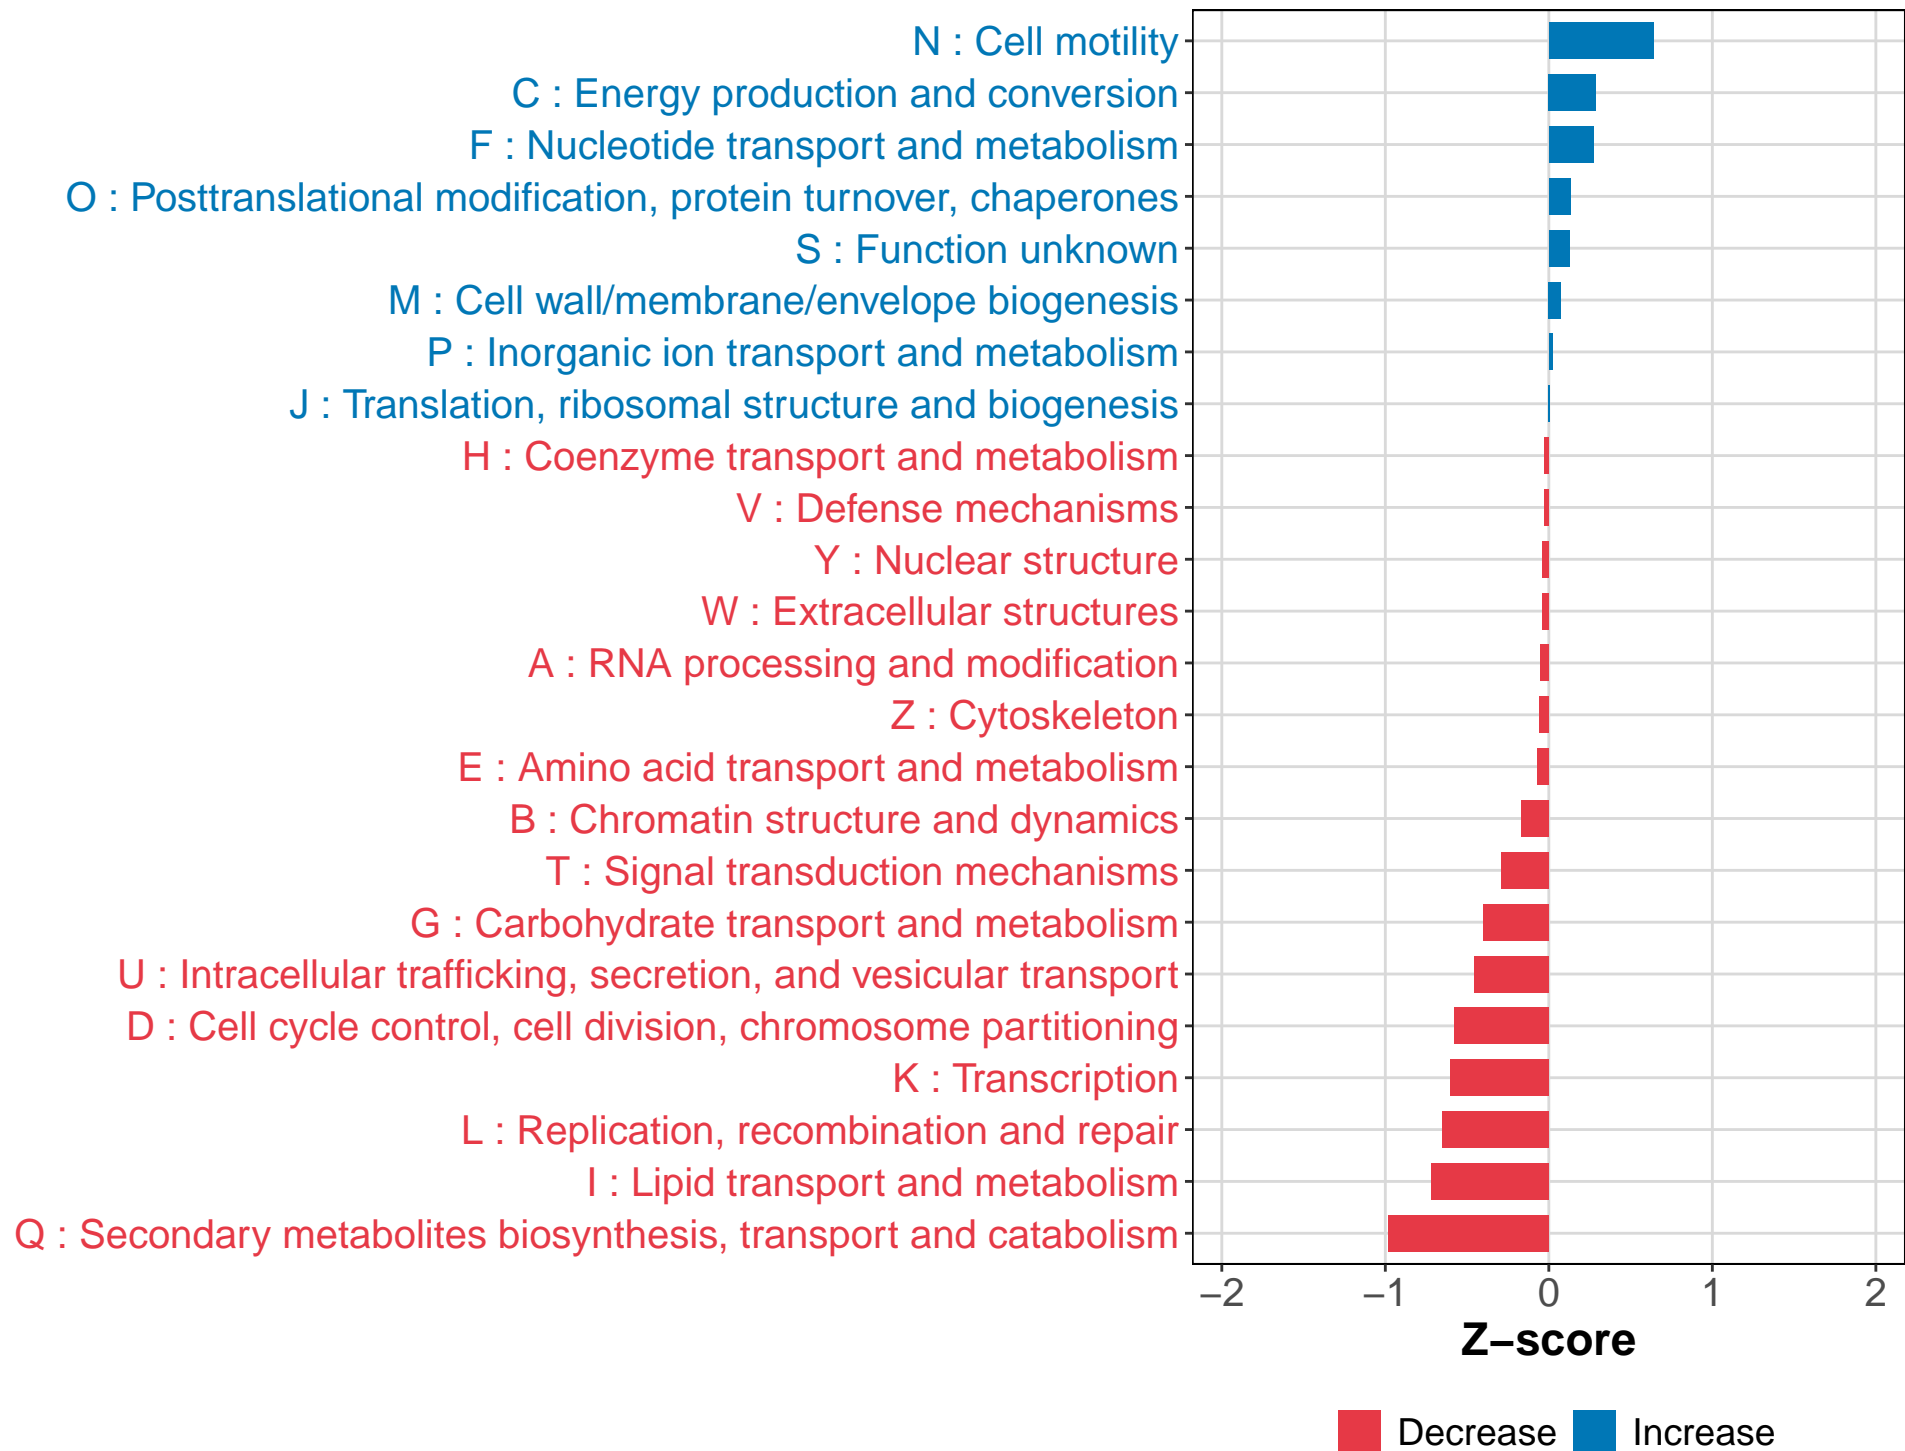 N : Cell motility
C : Energy production and conversion
F : Nucleotide transport and metabolism
O : Posttranslational modification, protein turnover, chaperones
S : Function unknown
M : Cell wall/membrane/envelope biogenesis
P : Inorganic ion transport and metabolism
J : Translation, ribosomal structure and biogenesis
H : Coenzyme transport and metabolism
V : Defense mechanisms
Y : Nuclear structure
W : Extracellular structures
A : RNA processing and modification
Z : Cytoskeleton
E : Amino acid transport and metabolism
B : Chromatin structure and dynamics
T : Signal transduction mechanisms
G : Carbohydrate transport and metabolism
U : Intracellular trafficking, secretion, and vesicular transport
D : Cell cycle control, cell division, chromosome partitioning
K : Transcription
L : Replication, recombination and repair
I : Lipid transport and metabolism
Q : Secondary metabolites biosynthesis, transport and catabolism
−2 −1 0 1 2
Z−score
Decrease Increase